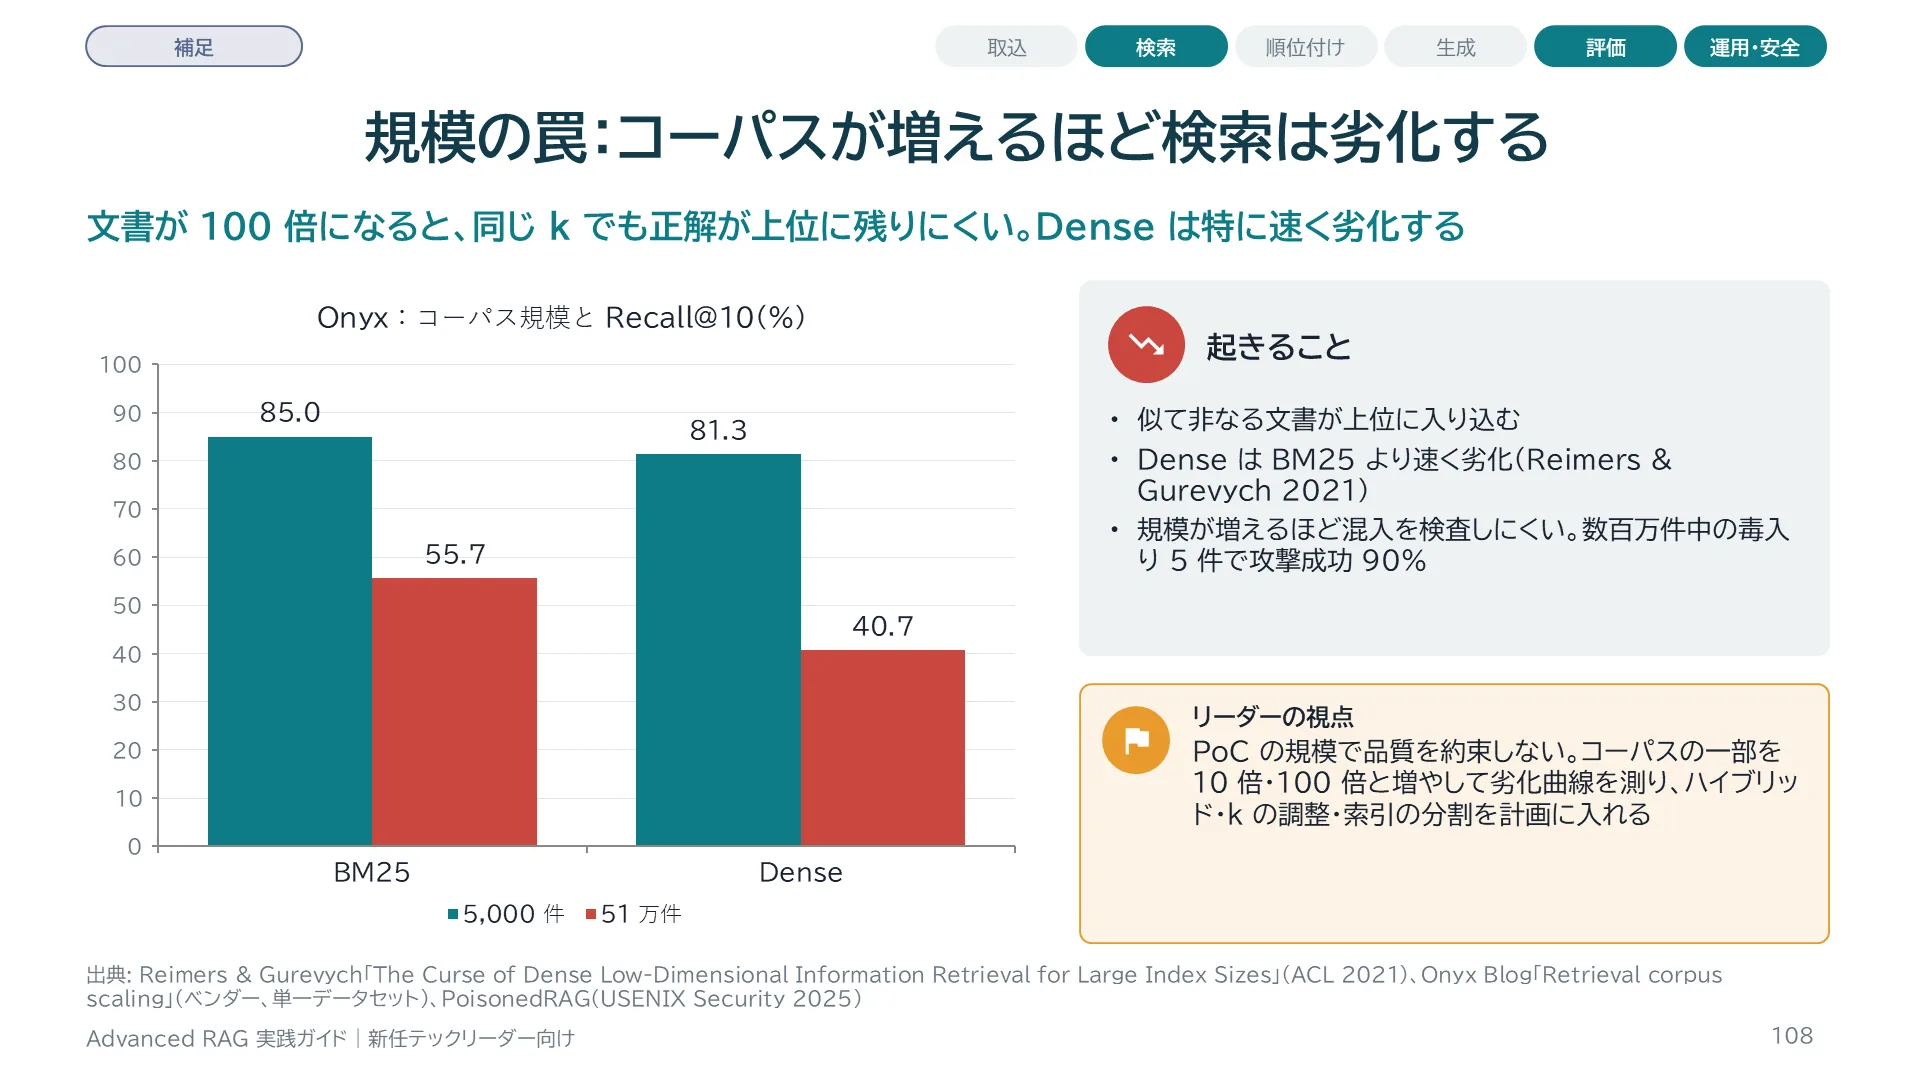 補足
取込
検索
順位付け
生成
評価
運用・安全
規模の罠：コーパスが増えるほど検索は劣化する
文書が 100 倍になると、同じ k でも正解が上位に残りにくい。Dense は特に速く劣化する
Onyx：コーパス規模と Recall@10(%)
100
90
80
70
60
50
40
30
20
10
0
85.0
55.7
81.3
40.7
BM25
Dense
5,000 件
51 万件
起きること
・ 似て非なる文書が上位に入り込む
・ Dense は BM25 より速く劣化(Reimers &
Gurevych 2021)
・ 規模が増えるほど混入を検査しにくい。数百万件中の毒入
り 5 件で攻撃成功 90%
リーダーの視点
PoC の規模で品質を約束しない。コーパスの一部を
10 倍・100 倍と増やして劣化曲線を測り、ハイブリッ
ド・k の調整・索引の分割を計画に入れる
出典: Reimers & Gurevych「The Curse of Dense Low-Dimensional Information Retrieval for Large Index Sizes」(ACL 2021)、Onyx Blog「Retrieval corpus
scaling」(ベンダー、単一データセット)、PoisonedRAG(USENIX Security 2025)
Advanced RAG 実践ガイド｜新任テックリーダー向け
108